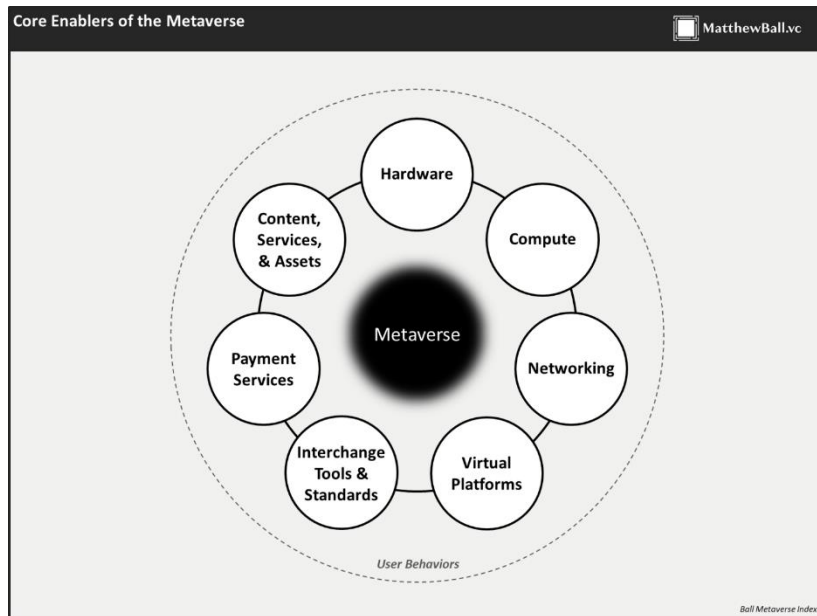 Core Enablers of the Metaverse
MatthewBall.vc
Hardware
Compute
Networking
Virtual
Platforms
Interchange
Tools &
Standards
Payment
Services
Content,
Services,
& Assets
Metaverse
User Behaviors
Ball Metaverse Index